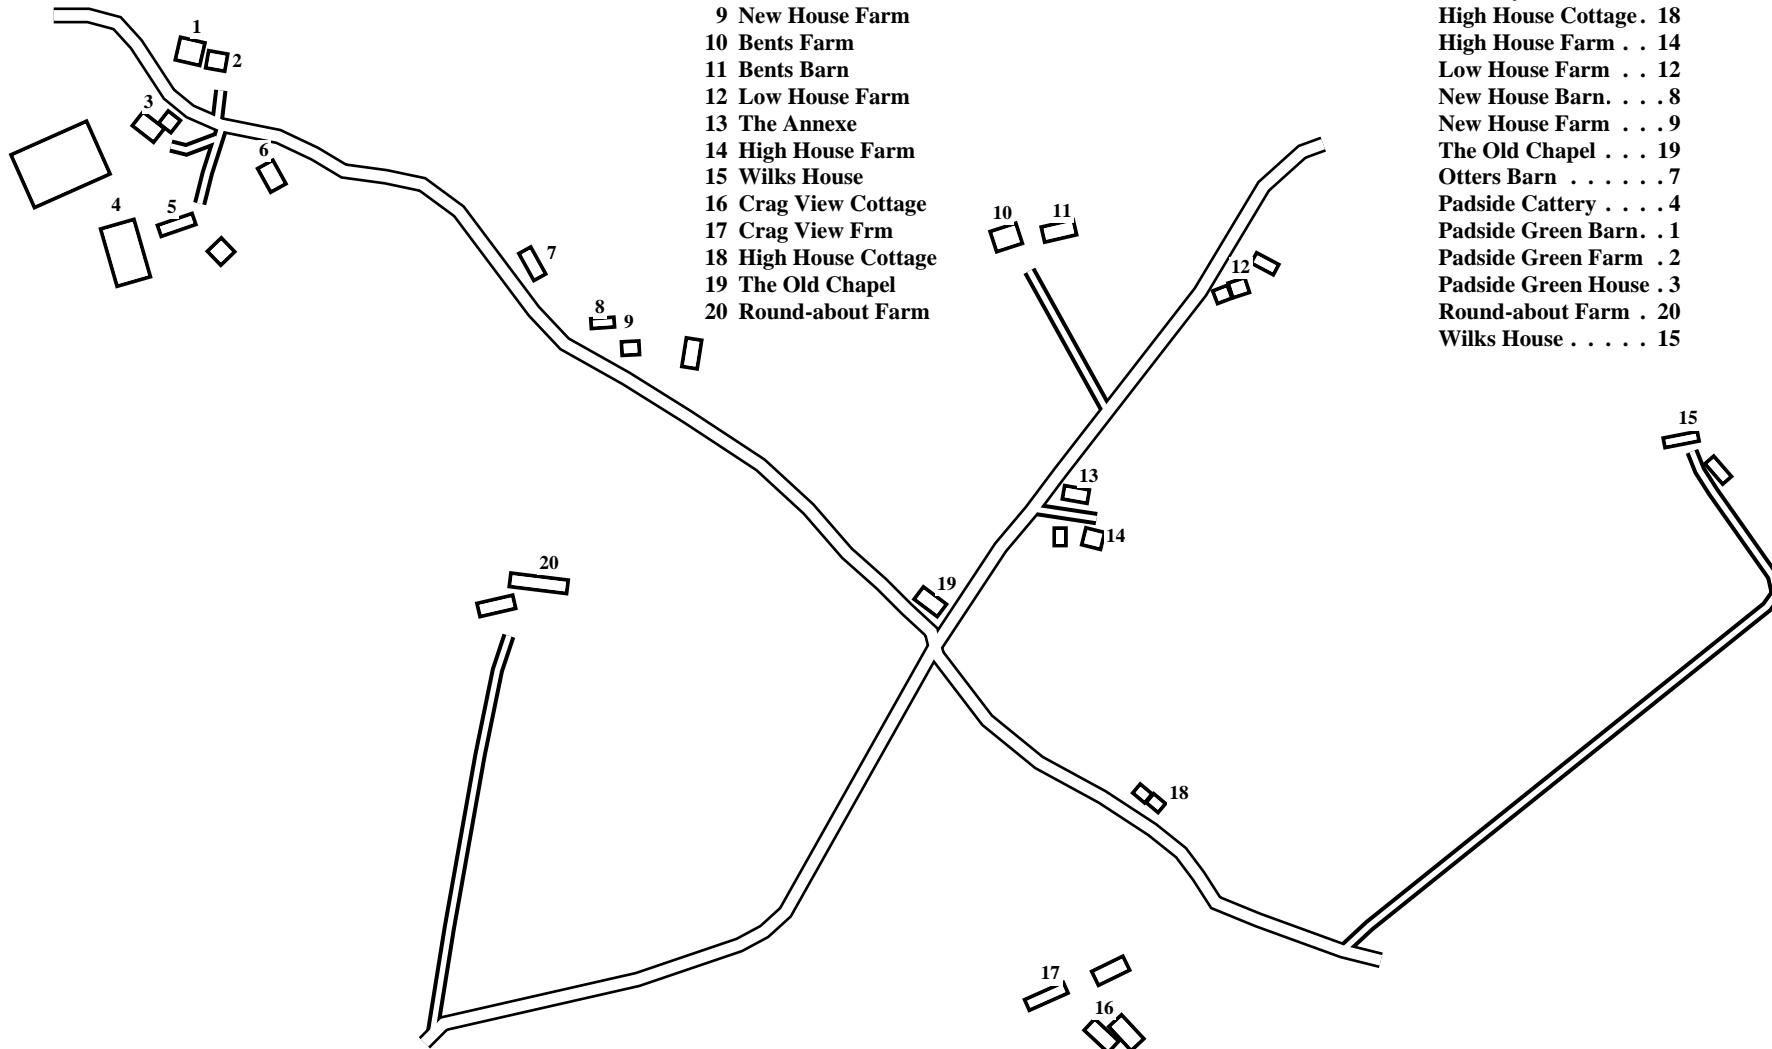 9 New House Farm
10 Bents Farm
11 Bents Barn
12 Low House Farm
13 The Annexe
14 High House Farm
15 Wilks House
16 Crag View Cottage
17 Crag View Frm
18 High House Cottage
19 The Old Chapel
20 Round-about Farm
High House Cottage . 18
High House Farm . . 14
Low House Farm . . 12
New House Barn. . . . 8
New House Farm . . . 9
The Old Chapel . . . 19
Otters Barn . . . . . . 7
Padside Cattery . . . . 4
Padside Green Barn. . 1
Padside Green Farm . 2
Padside Green House . 3
Round-about Farm . 20
Wilks House . . . . . 15
1
2
3
6
4
5
7
8
9
10
11
12
13
14
15
20
19
18
17
16